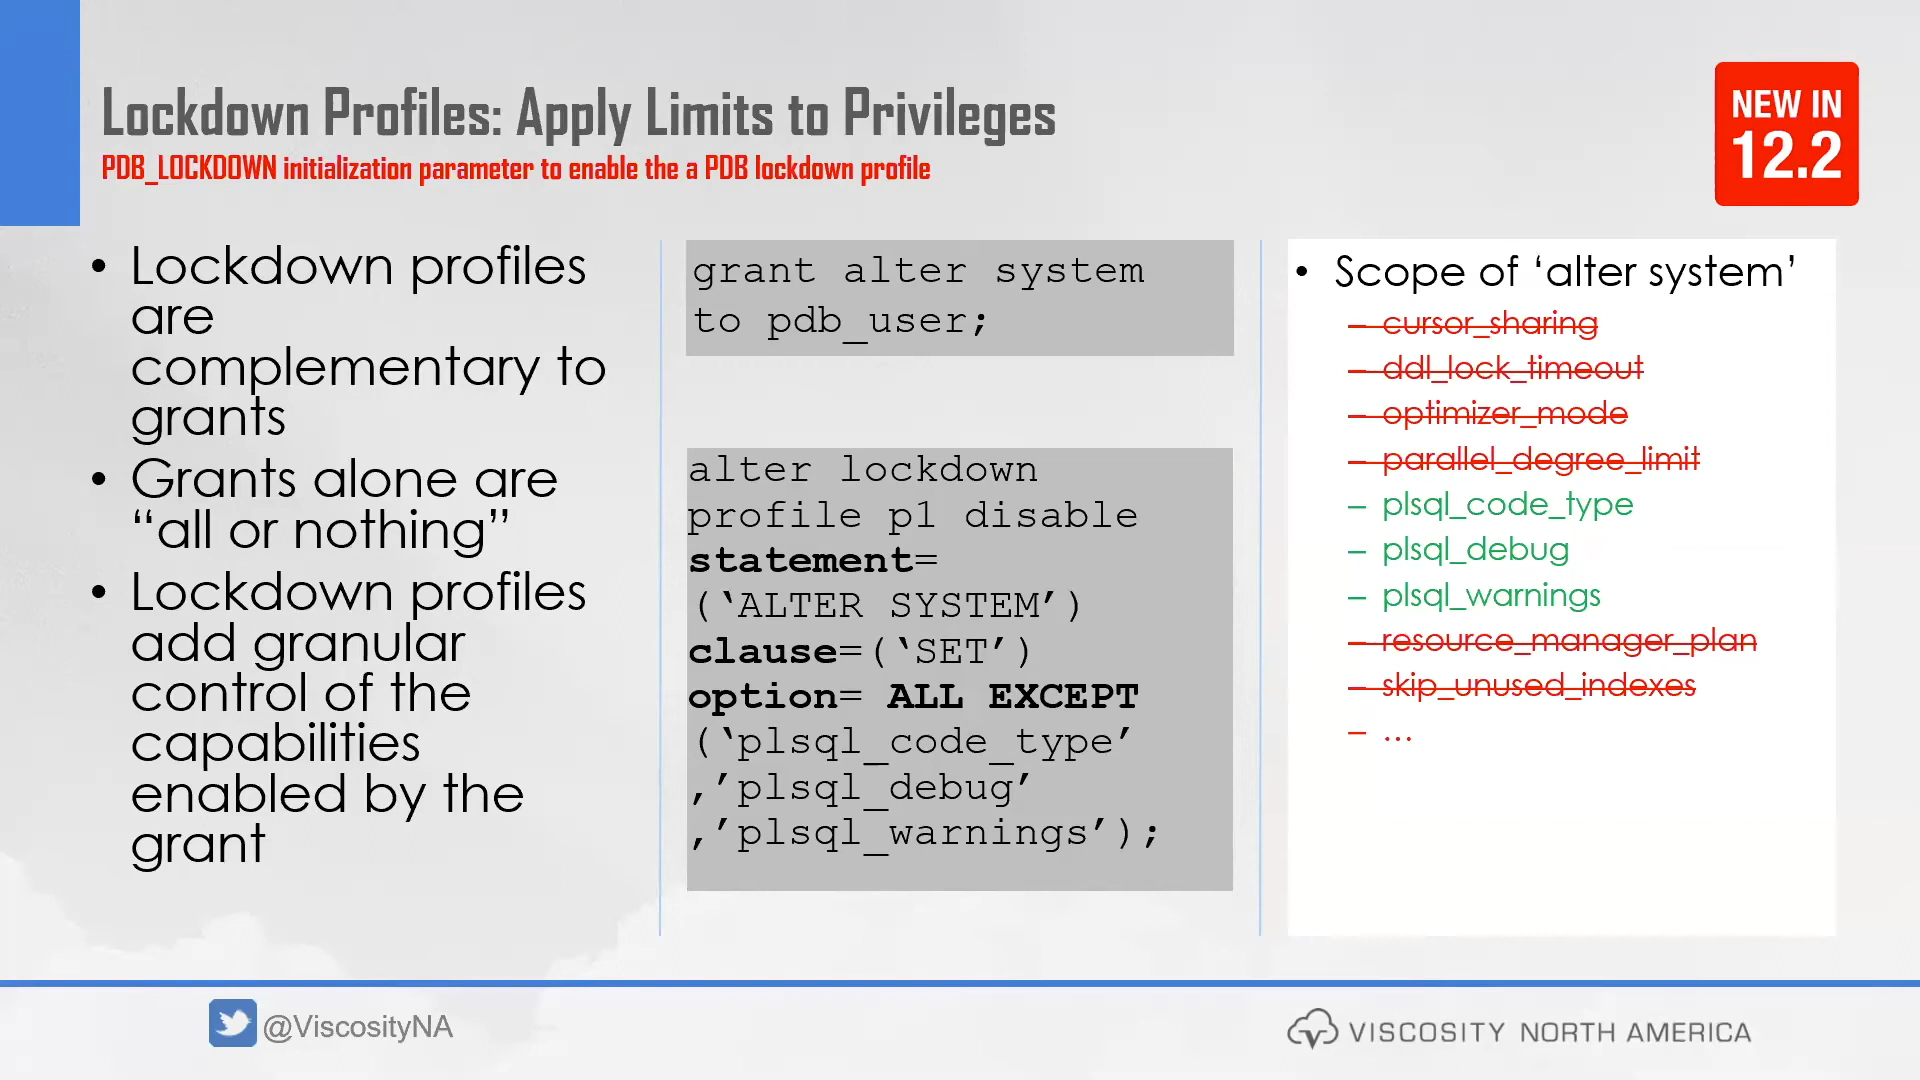 Lockdown Profiles: Apply Limits to Privileges
PDB_LOCKDOWN initialization parameter to enable the a PDB lockdown profile
NEW IN
12.2
• Lockdown profiles
are
complementary to
grants
• Grants alone are
“all or nothing”
• Lockdown profiles
add granular
control of the
capabilities
enabled by the
grant
grant alter system
to pdb_user;
alter lockdown
profile p1 disable
statement=
(‘ALTER SYSTEM’)
clause=(‘SET’)
option= ALL EXCEPT
(‘plsql_code_type’
,’plsql_debug’
,’plsql_warnings’);
• Scope of ‘alter system’
– cursor_sharing
– ddl_lock_timeout
– optimizer_mode
– parallel_degree_limit
– plsql_code_type
– plsql_debug
– plsql_warnings
– resource_manager_plan
– skip_unused_indexes
– …
@ViscosityNA
VISCOSITY NORTH AMERICA